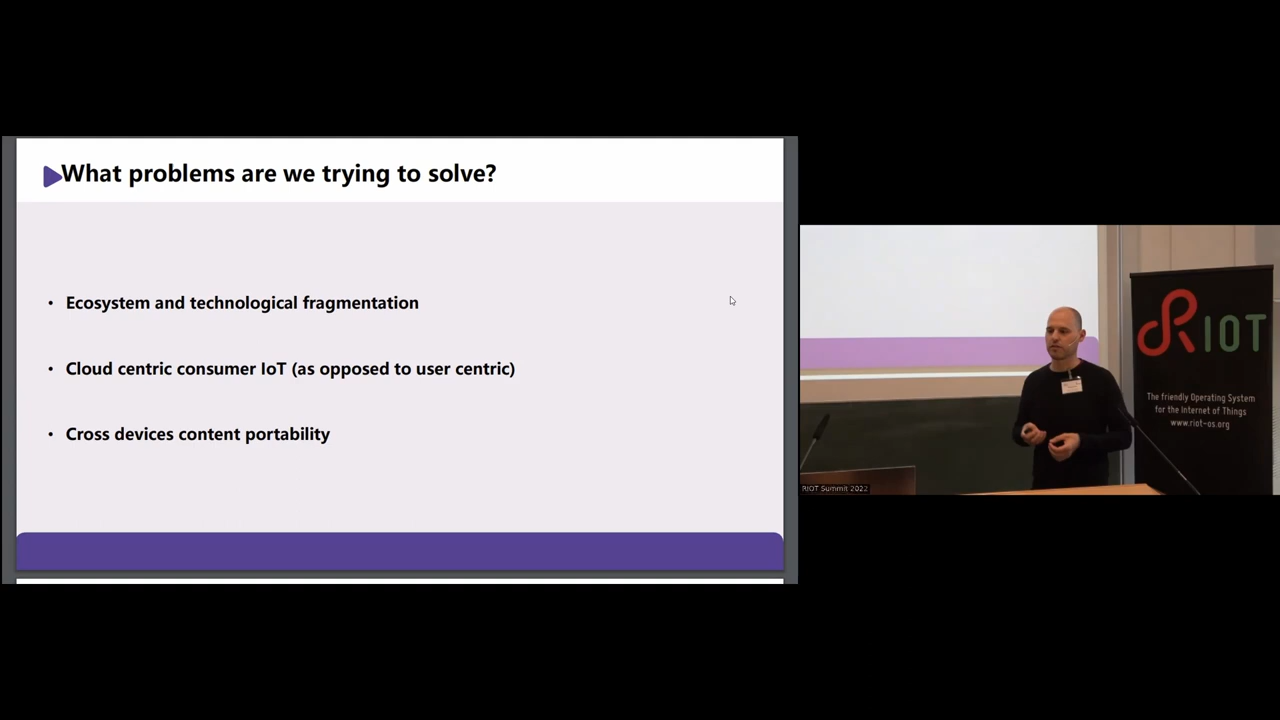 What problems are we trying to solve?
• Ecosystem and technological fragmentation
• Cloud centric consumer IoT (as opposed to user centric)
• Cross devices content portability
RIOT
The friendly Operating System
for the Internet of Things
www.riot-os.org
RIOT Summit 2022